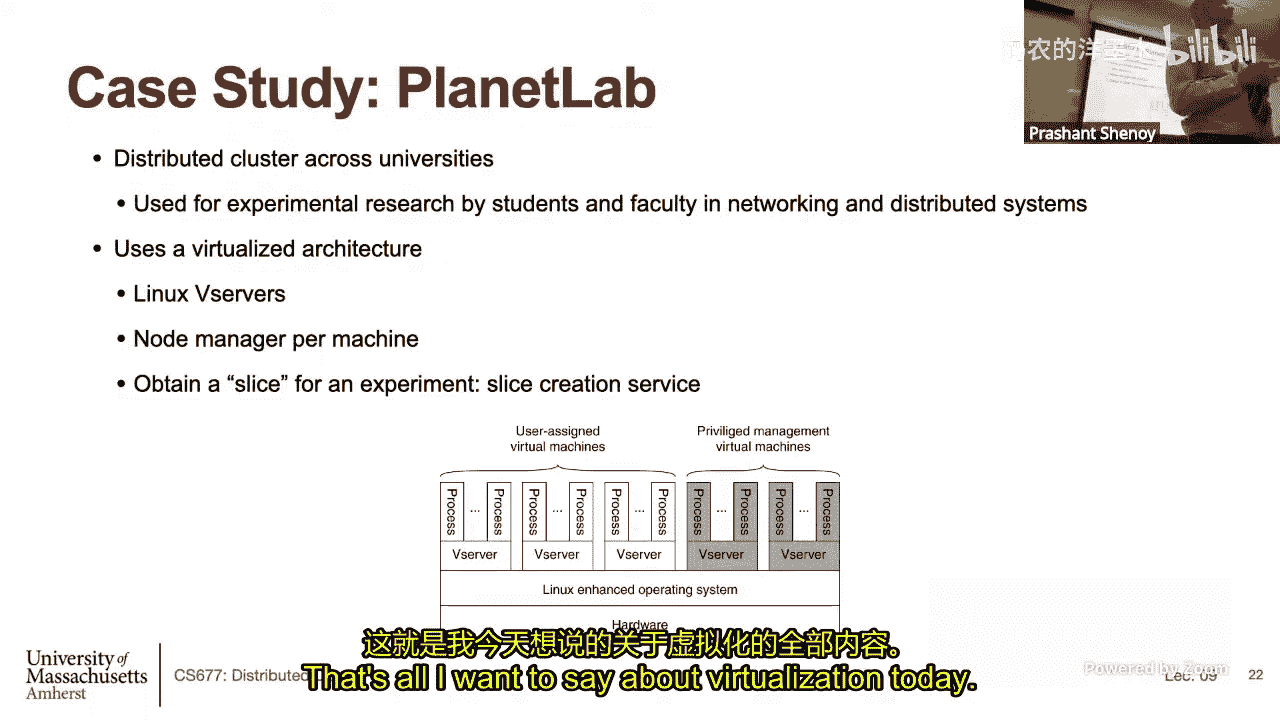 bilibili
Prashant Shenoy
Case Study: PlanetLab
• Distributed cluster across universities
• Used for experimental research by students and faculty in networking and distributed systems
• Uses a virtualized architecture
• Linux Vservers
• Node manager per machine
• Obtain a “slice” for an experiment: slice creation service
User-assigned
virtual machines
Priviliged management
virtual machines
Process ... Process Process ... Process Process ... Process Process ... Process Process ... Process
Vserver Vserver Vserver Vserver Vserver
Linux enhanced operating system
Hardware
这就是我今天想说的关于虚拟化的全部内容。
That's all I want to say about virtualization today.
University of
Massachusetts
Amherst
CS677: Distributed
Powered by Zoom
Lec. 09
22